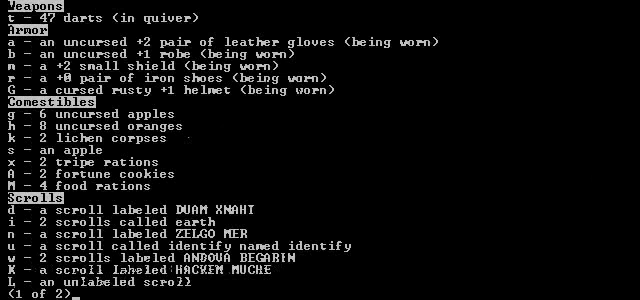 Weapons
t - 47 darts (in quiver)
Armor
a - an uncursed +2 pair of leather gloves (being worn)
b - an uncursed +1 robe (being worn)
m - a +2 small shield (being worn)
r - a +0 pair of iron shoes (being worn)
G - a cursed rusty +1 helmet (being worn)
Comestibles
g - 6 uncursed apples
h - 8 uncursed oranges
k - 2 lichen corpses
s - an apple
x - 2 tripe rations
A - 2 fortune cookies
M - 4 food rations
Scrolls
d - a scroll labeled DUAM XNAHT
i - 2 scrolls called earth
n - a scroll labeled ZELGO MER
u - a scroll called identify named identify
w - 2 scrolls labeled ANDOVA BEGARIN
K - a scroll labeled HACKEM MUCHE
L - an unlabeled scroll
(1 of 2)